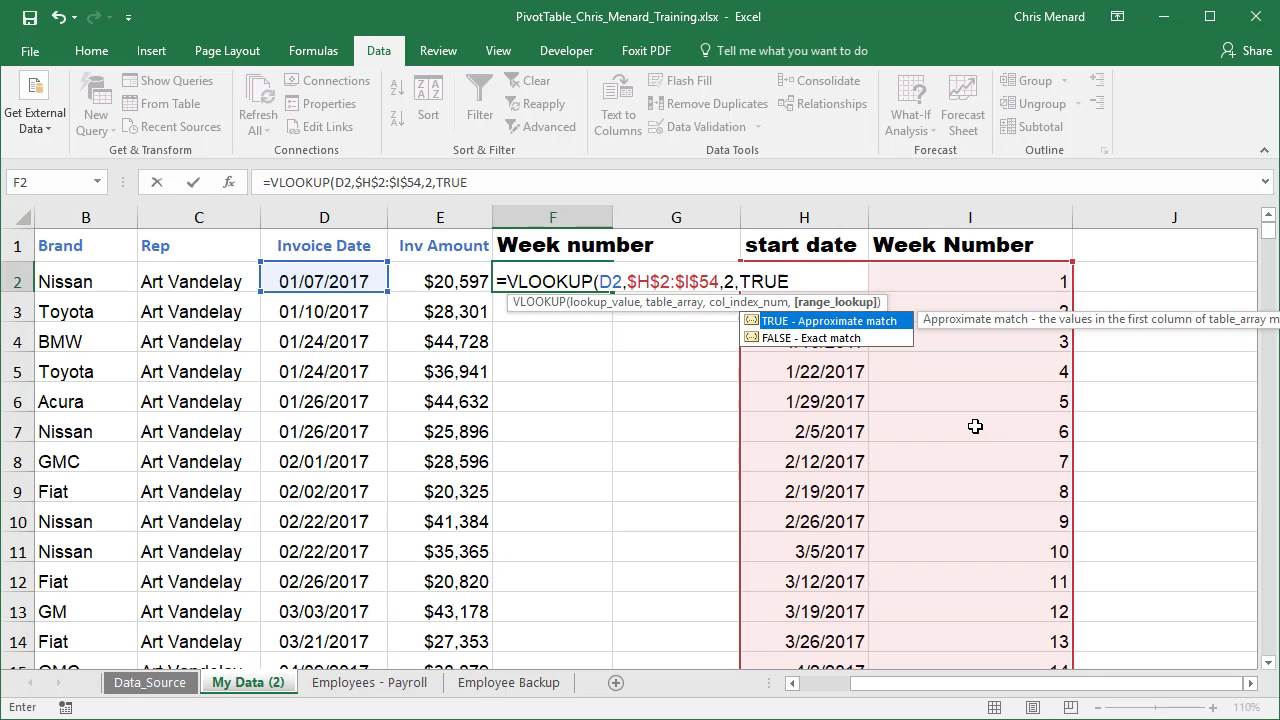 PivotTable_Chris_Menard_Training.xlsx - Excel
Chris Menard
File Home Insert Page Layout Formulas Data Review View Developer Foxit PDF Tell me what you want to do Share
Get External Data
New Query
Show Queries
From Table
Recent Sources
Get & Transform
Refresh All
Connections
Properties
Edit Links
Connections
Sort
Filter
Clear
Reapply
Advanced
Sort & Filter
Text to Columns
Flash Fill
Remove Duplicates
Data Validation
Consolidate
Relationships
Data Tools
What-If Analysis
Forecast Sheet
Forecast
Group
Ungroup
Subtotal
Outline
F2 fx =VLOOKUP(D2,$H$2:$I$54,2,TRUE
B C D E F G H I J
1 Brand Rep Invoice Date Inv Amount Week number start date Week Number
2 Nissan Art Vandelay 01/07/2017 $20,597 =VLOOKUP(D2,$H$2:$I$54,2,TRUE 1
VLOOKUP(lookup_value, table_array, col_index_num, [range_lookup])
TRUE - Approximate match
Approximate match - the values in the first column of table_array m
FALSE - Exact match
3 Toyota Art Vandelay 01/10/2017 $28,301
4 BMW Art Vandelay 01/24/2017 $44,728 3
5 Toyota Art Vandelay 01/24/2017 $36,941 1/22/2017 4
6 Acura Art Vandelay 01/26/2017 $44,632 1/29/2017 5
7 Nissan Art Vandelay 01/26/2017 $25,896 2/5/2017 6
8 GMC Art Vandelay 02/01/2017 $28,596 2/12/2017 7
9 Fiat Art Vandelay 02/02/2017 $20,325 2/19/2017 8
10 Nissan Art Vandelay 02/22/2017 $41,384 2/26/2017 9
11 Nissan Art Vandelay 02/22/2017 $35,365 3/5/2017 10
12 Fiat Art Vandelay 02/26/2017 $20,820 3/12/2017 11
13 GM Art Vandelay 03/03/2017 $43,178 3/19/2017 12
14 Fiat Art Vandelay 03/21/2017 $27,353 3/26/2017 13
Data_Source My Data (2) Employees - Payroll Employee Backup
Enter 110%